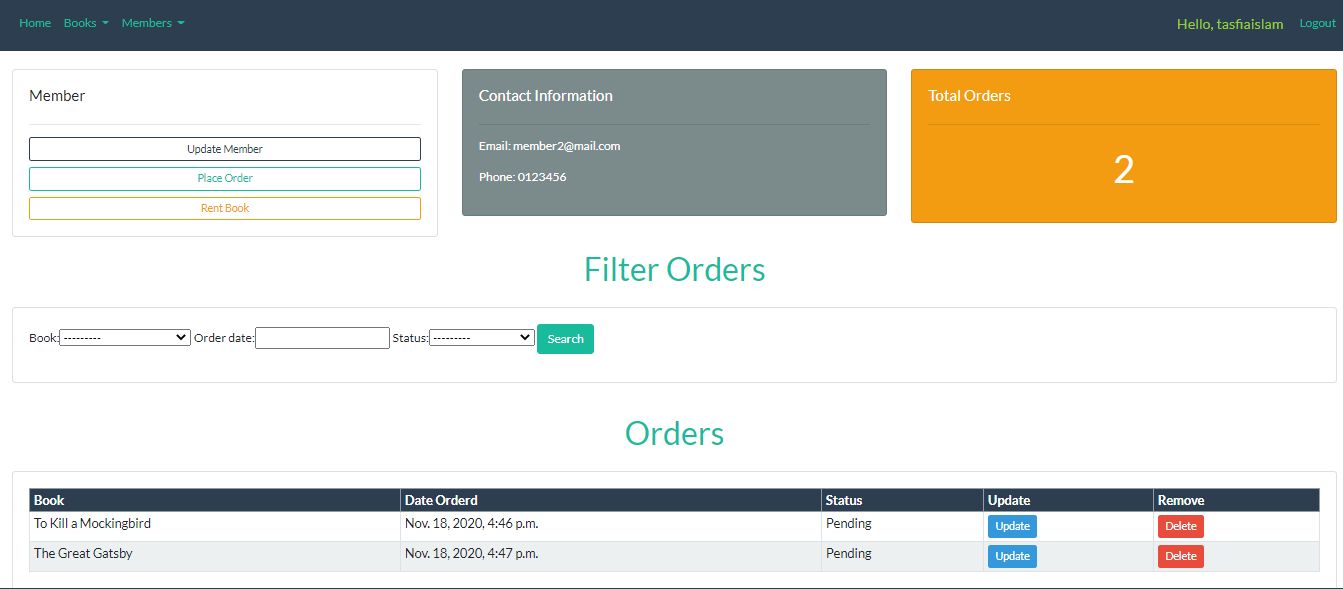 Home Books Members Hello, tasfiaislam Logout
Member
Update Member
Place Order
Rent Book
Contact Information
Email: member2@mail.com
Phone: 0123456
Total Orders
2
Filter Orders
Book: --------- Order date: Status: --------- Search
Orders
Book Date Orderd Status Update Remove
To Kill a Mockingbird Nov. 18, 2020, 4:46 p.m. Pending Update Delete
The Great Gatsby Nov. 18, 2020, 4:47 p.m. Pending Update Delete